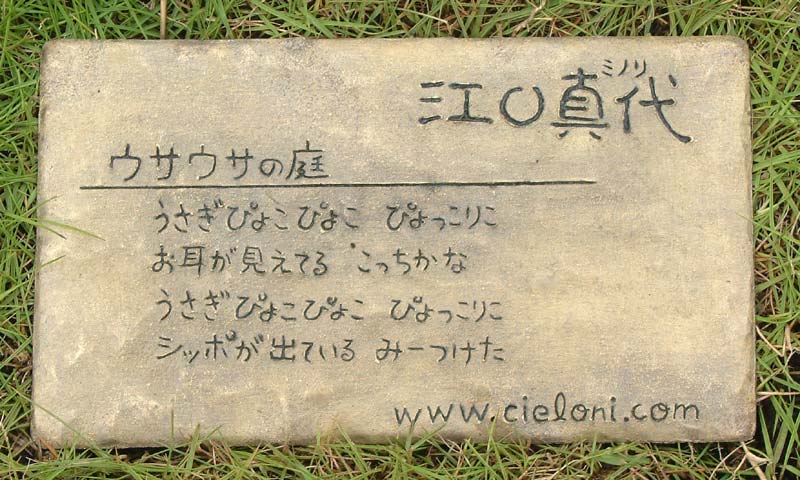 江口真代
ミノリ
ウサウサの庭
うさぎぴょこぴょこ ぴょっこりこ
お耳が見えてる こっちかな
うさぎぴょこぴょこ ぴょっこりこ
シッポが出ている みーつけた
www.cieloni.com